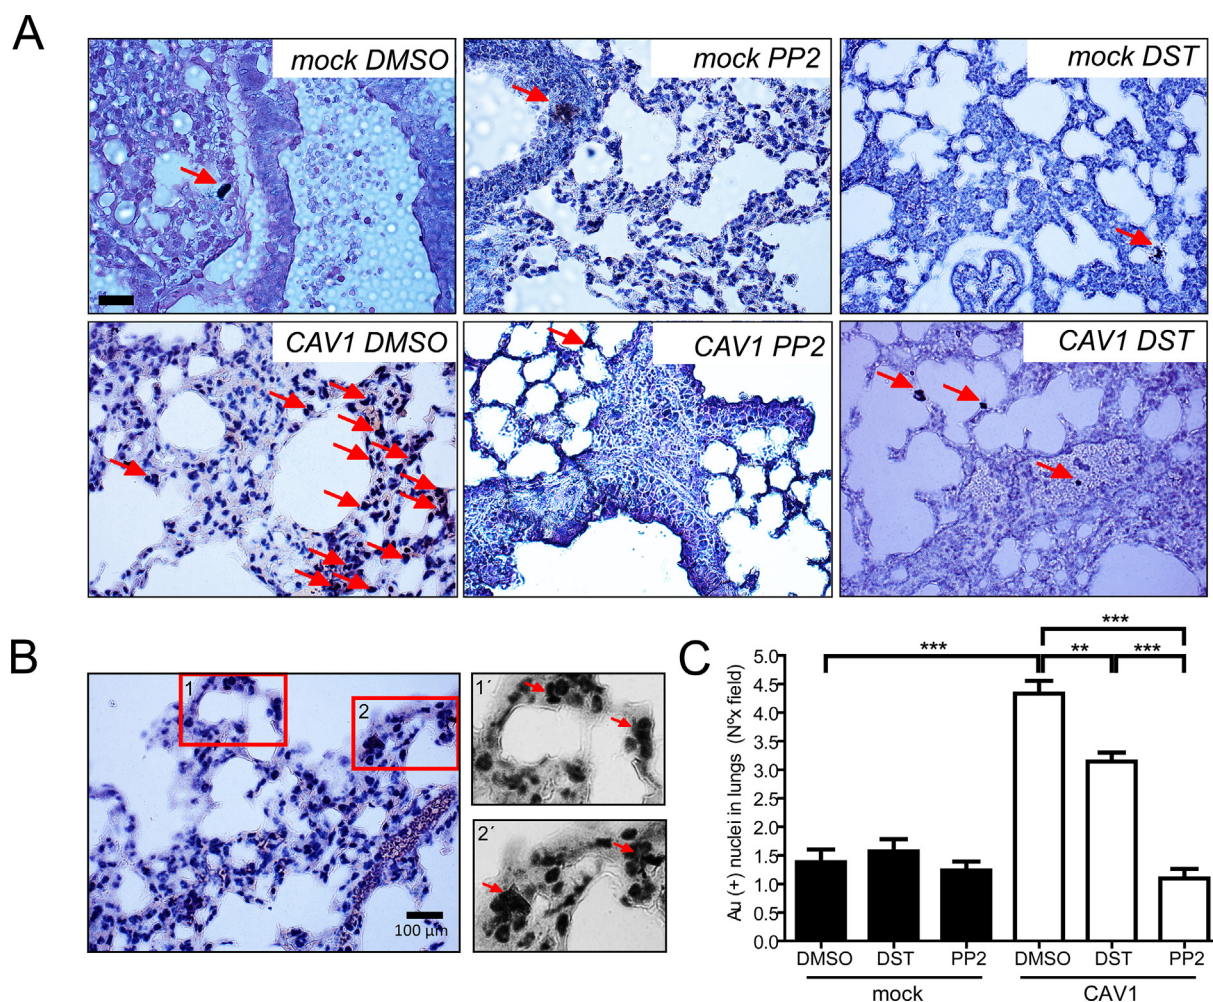 A
mock DMSO
mock PP2
mock DST
CAV1 DMSO
CAV1 PP2
CAV1 DST
B
1
2
100 µm
1´
2´
C
Au (+) nuclei in lungs (Nºx field)
5.0
4.5
4.0
3.5
3.0
2.5
2.0
1.5
1.0
0.5
0.0
***
***
**
***
DMSO DST PP2 DMSO DST PP2
mock CAV1